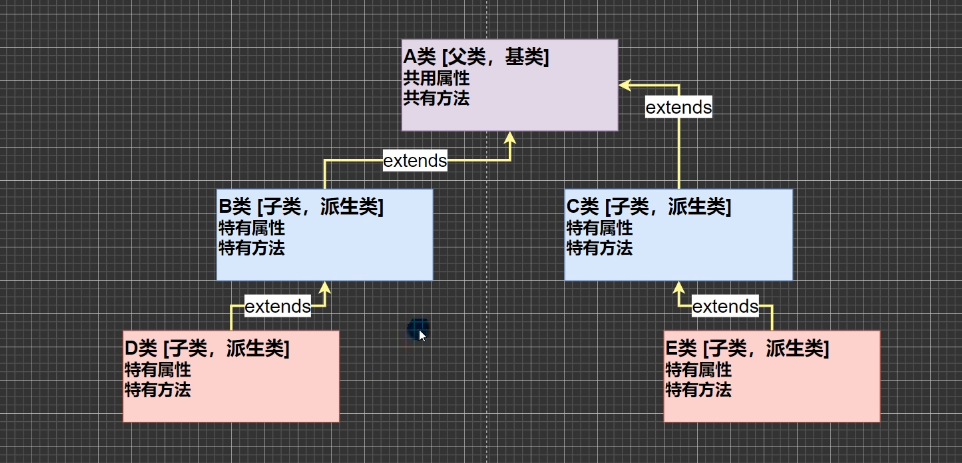 A类 [父类，基类]
共用属性
共有方法
extends
extends
B类 [子类，派生类]
特有属性
特有方法
C类 [子类，派生类]
特有属性
特有方法
extends
extends
D类 [子类，派生类]
特有属性
特有方法
E类 [子类，派生类]
特有属性
特有方法